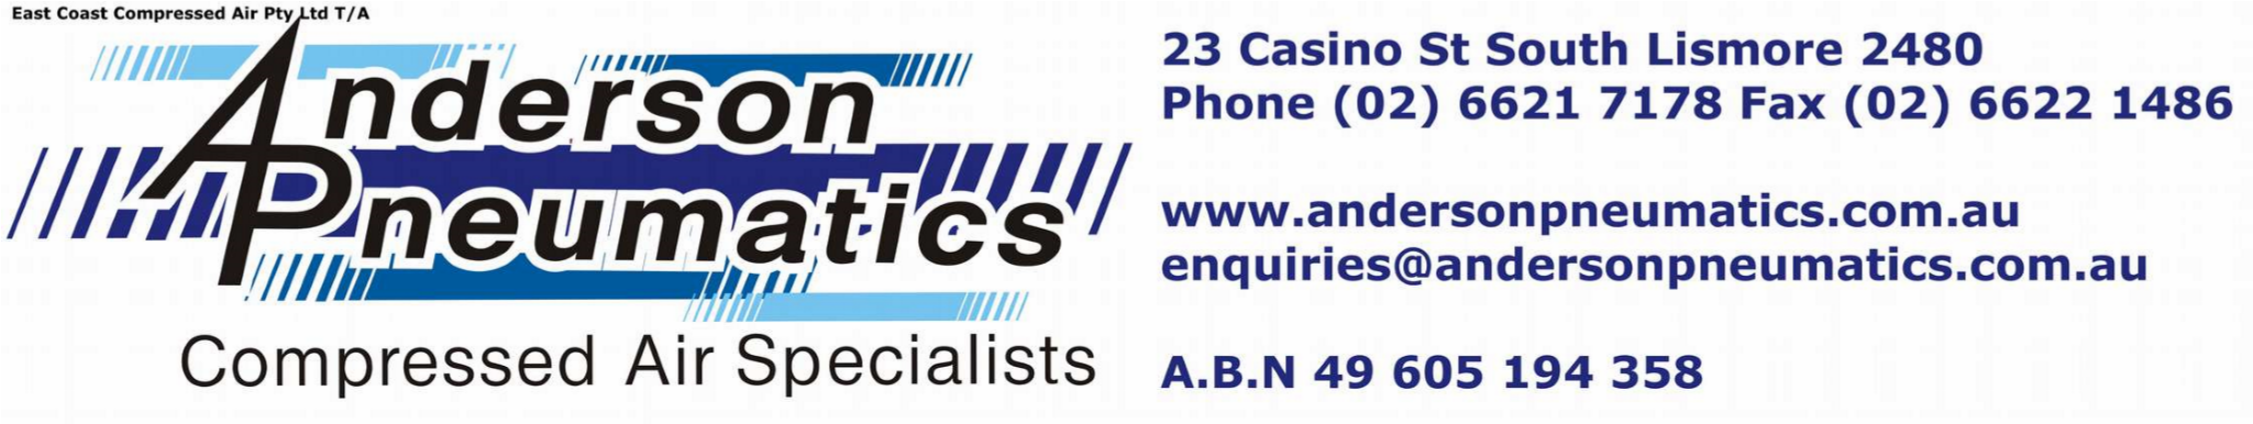 East Coast Compressed Air Pty Ltd T/A
Anderson
Pneumatics
Compressed Air Specialists
23 Casino St South Lismore 2480
Phone (02) 6621 7178 Fax (02) 6622 1486
www.andersonpneumatics.com.au
enquiries@andersonpneumatics.com.au
A.B.N 49 605 194 358